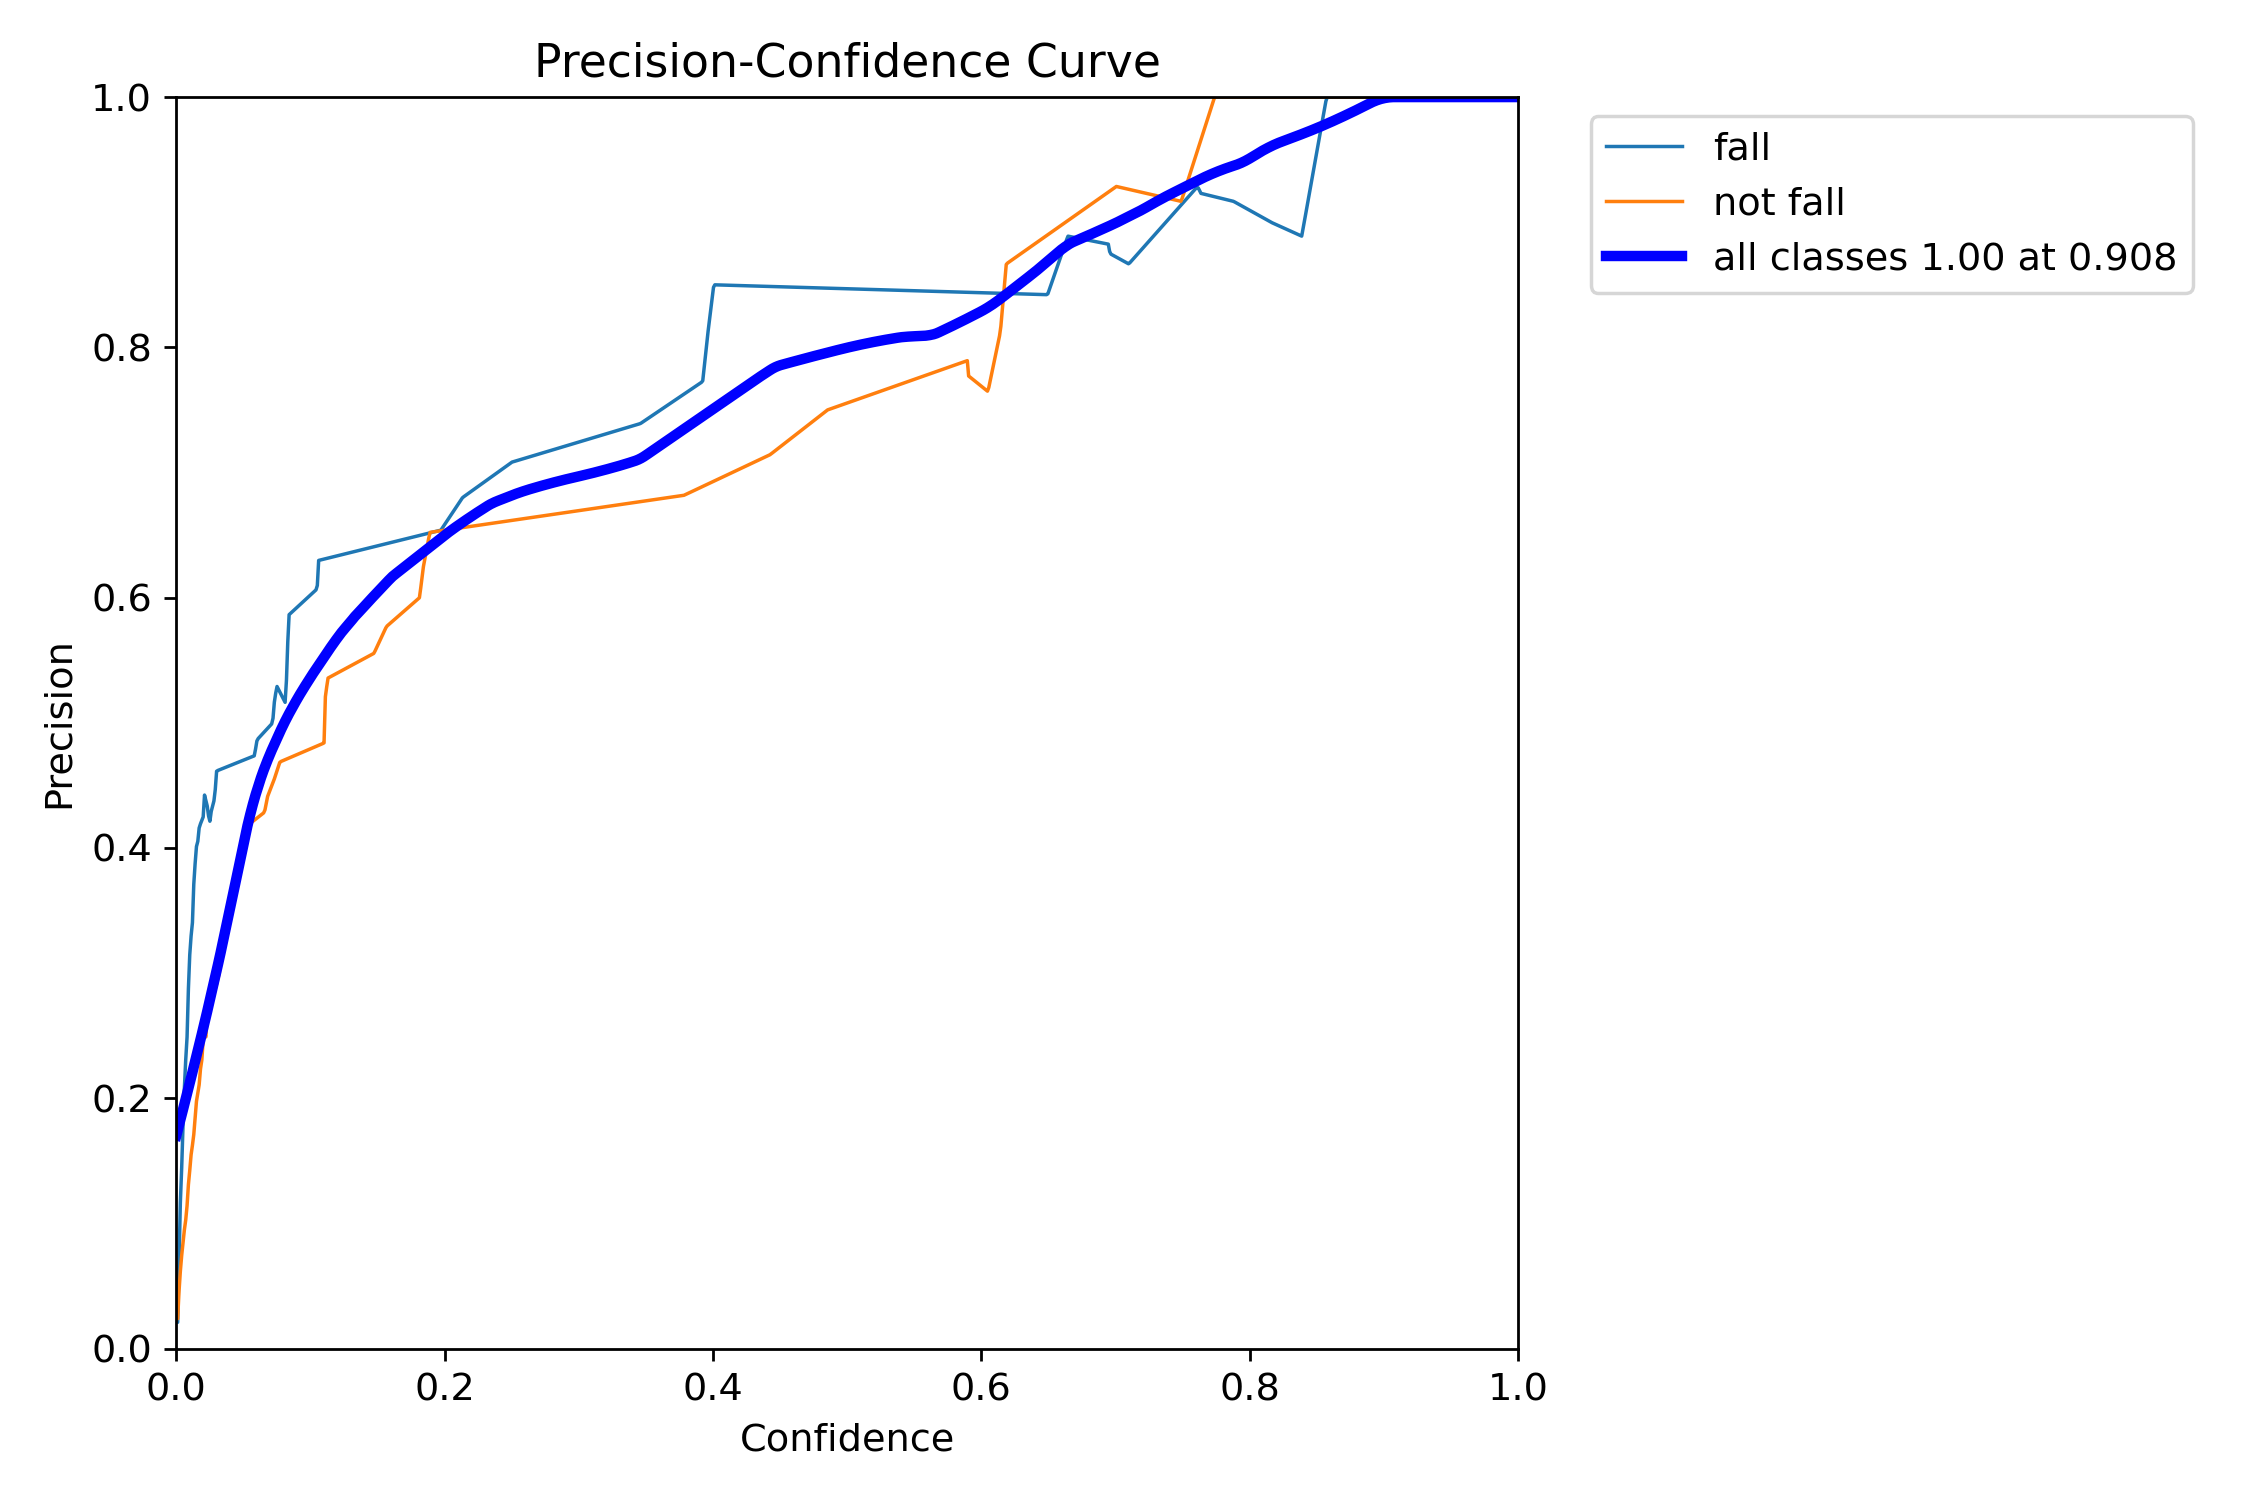 Precision-Confidence Curve
1.0
0.8
0.6
0.4
0.2
0.0
Precision
0.0 0.2 0.4 0.6 0.8 1.0
Confidence
fall
not fall
all classes 1.00 at 0.908